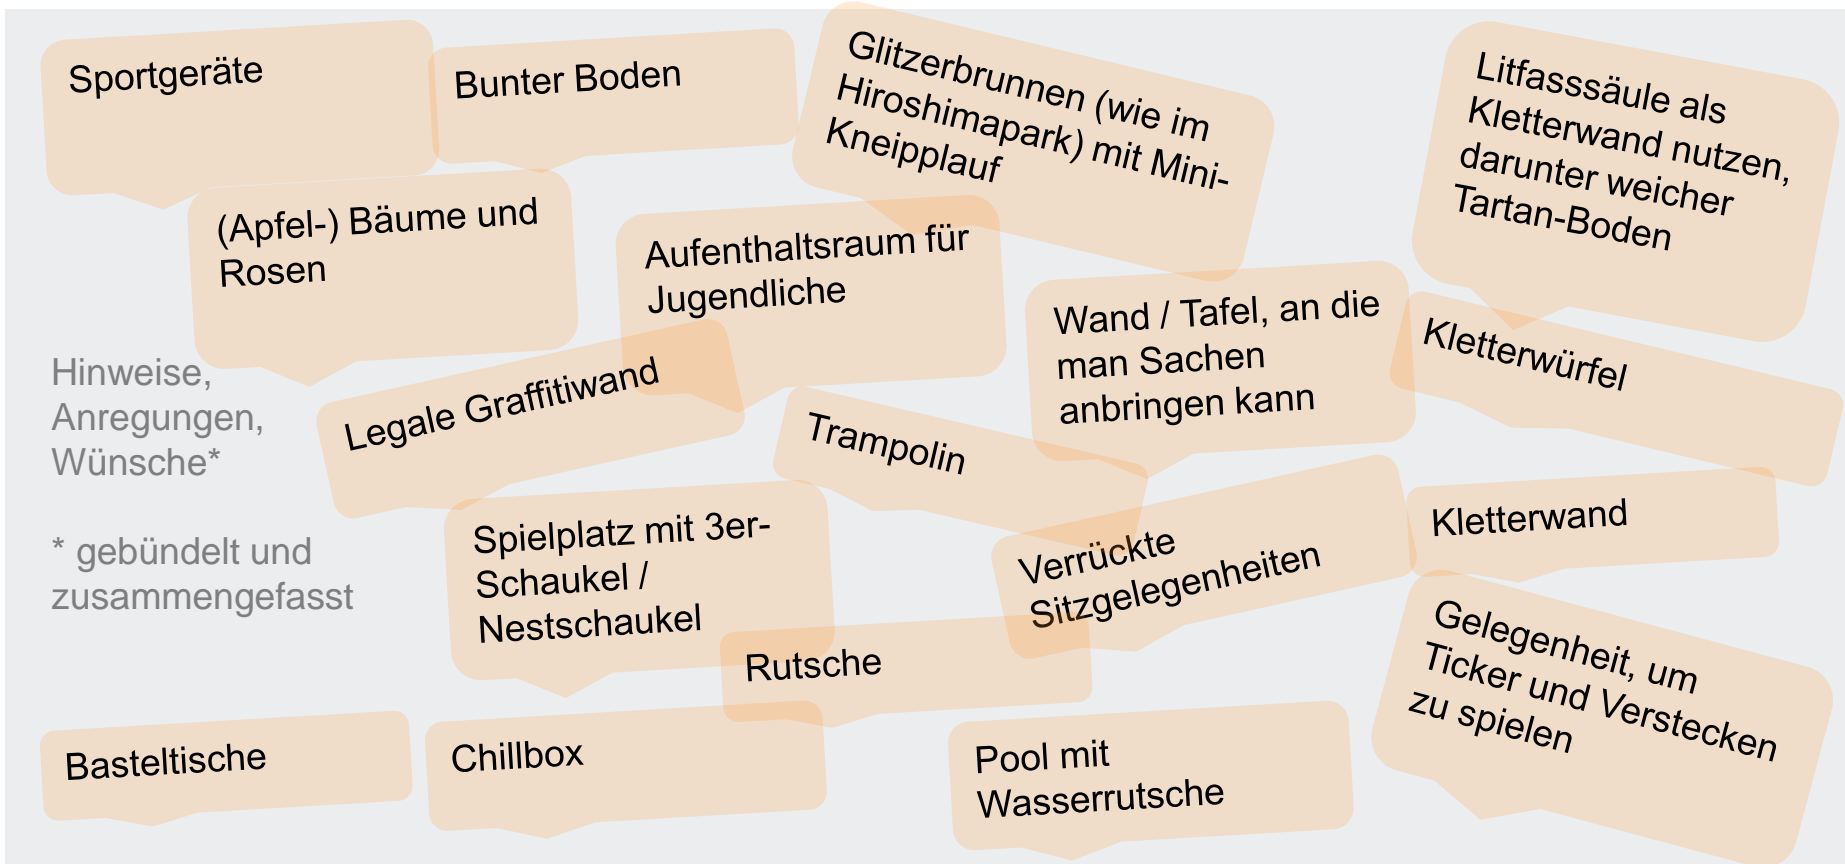 Sportgeräte
Bunter Boden
Glitzerbrunnen (wie im
Hiroshimapark) mit Mini-
Kneipplauf
Litfasssäule als
Kletterwand nutzen,
darunter weicher
Tartan-Boden
(Apfel-) Bäume und
Rosen
Aufenthaltsraum für
Jugendliche
Wand / Tafel, an die
man Sachen
anbringen kann
Kletterwürfel
Hinweise,
Anregungen,
Wünsche*
* gebündelt und
zusammengefasst
Legale Graffitiwand
Trampolin
Spielplatz mit 3er-
Schaukel /
Nestschaukel
Verrückte
Sitzgelegenheiten
Kletterwand
Rutsche
Gelegenheit, um
Ticker und Verstecken
zu spielen
Basteltische
Chillbox
Pool mit
Wasserrutsche